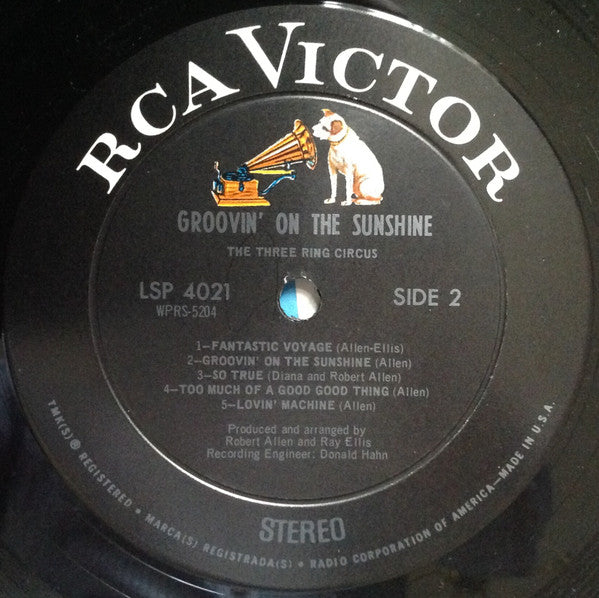 RCA VICTOR
GROOVIN' ON THE SUNSHINE
THE THREE RING CIRCUS
LSP 4021
WPRS-5204
SIDE 2
1—FANTASTIC VOYAGE (Allen-Ellis)
2—GROOVIN' ON THE SUNSHINE (Allen)
3—SO TRUE (Diana and Robert Allen)
4—TOO MUCH OF A GOOD GOOD THING (Allen)
5—LOVIN' MACHINE (Allen)
Produced and arranged by
Robert Allen and Ray Ellis
Recording Engineer: Donald Hahn
STEREO
TMK(S) ® REGISTERED • MARCA(S) REGISTRADA(S) • RADIO CORPORATION OF AMERICA—MADE IN U.S.A.